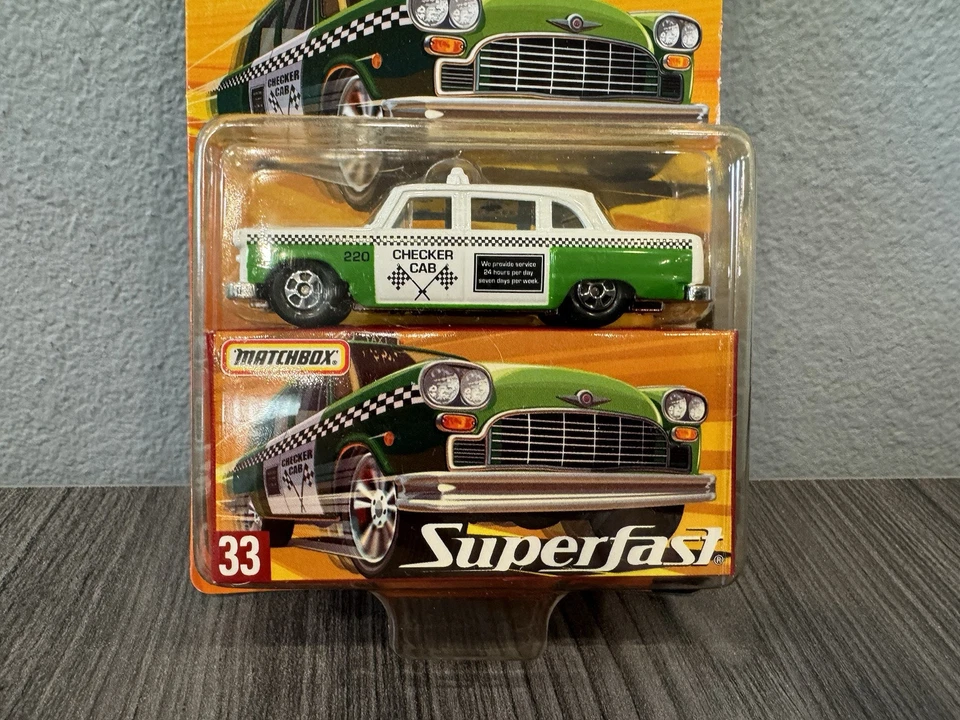 CHECKER
CAB
220
CHECKER
CAB
We provide service
24 hours per day
seven days per week
MATCHBOX®
TAXI
CHECKER
CAB
33
Superfast®